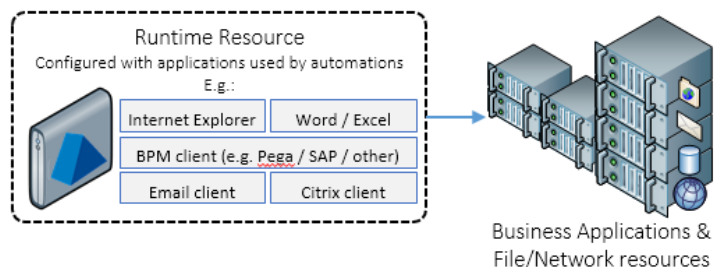 Runtime Resource
Configured with applications used by automations
E.g.:
Internet Explorer
Word / Excel
BPM client (e.g. Pega / SAP / other)
Email client
Citrix client
Business Applications &
File/Network resources